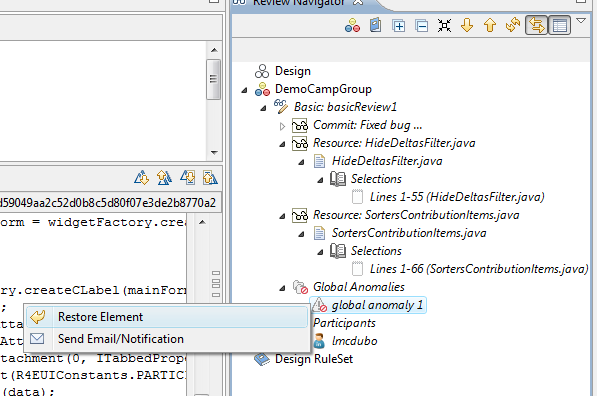 Review Navigator
Design
DemoCampGroup
Basic: basicReview1
Commit: Fixed bug ...
Resource: HideDeltasFilter.java
HideDeltasFilter.java
Selections
Lines 1-55 (HideDeltasFilter.java)
Resource: SortersContributionItems.java
SortersContributionItems.java
Selections
Lines 1-66 (SortersContributionItems.java)
Global Anomalies
global anomaly 1
Participants
lmcdubo
Design RuleSet
d59049aa2c52d0b8c5d80f07e3de2b8770a2
orm = widgetFactory.crea
ry.createCLabel(mainForm
;
Restore Element
Send Email/Notification
tta
Att
tachment(0, ITabbedPrope
t(R4EUIConstants.PARTIC
(data);